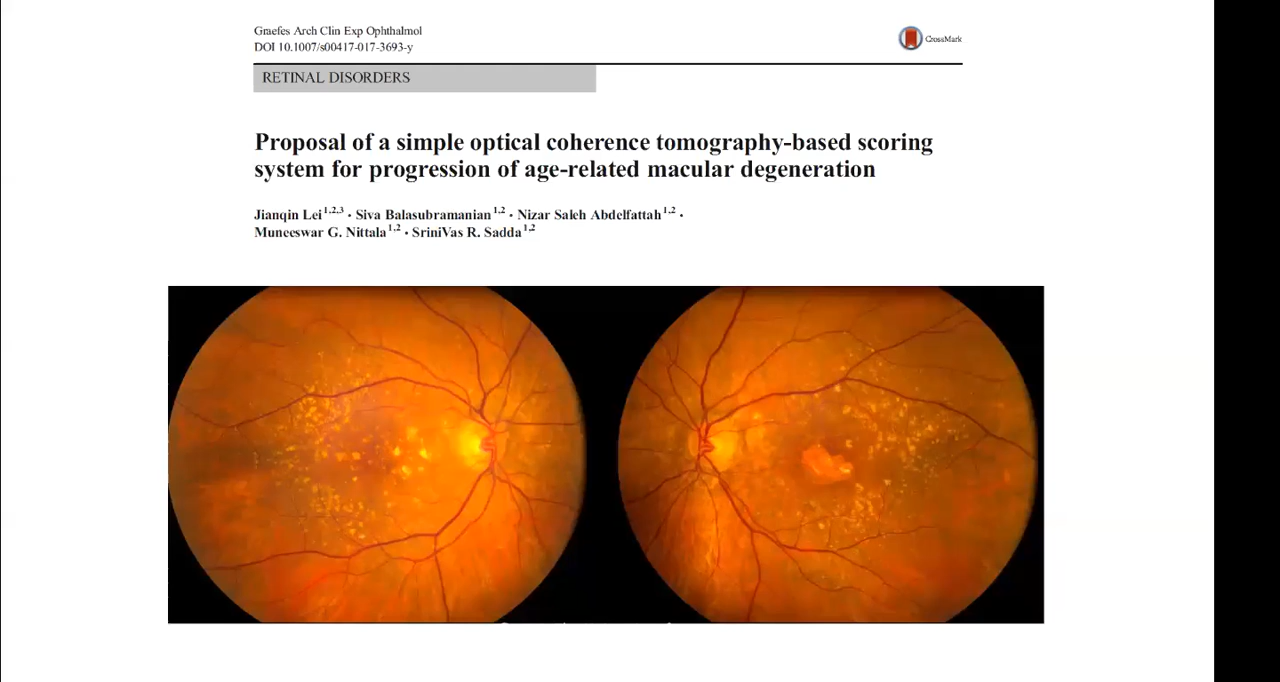 Graefes Arch Clin Exp Ophthalmol
DOI 10.1007/s00417-017-3693-y
CrossMark
RETINAL DISORDERS
Proposal of a simple optical coherence tomography-based scoring
system for progression of age-related macular degeneration
Jianqin Lei 1,2,3 · Siva Balasubramanian 1,2 · Nizar Saleh Abdelfattah 1,2 ·
Muneeswar G. Nittala 1,2 · SriniVas R. Sadda 1,2